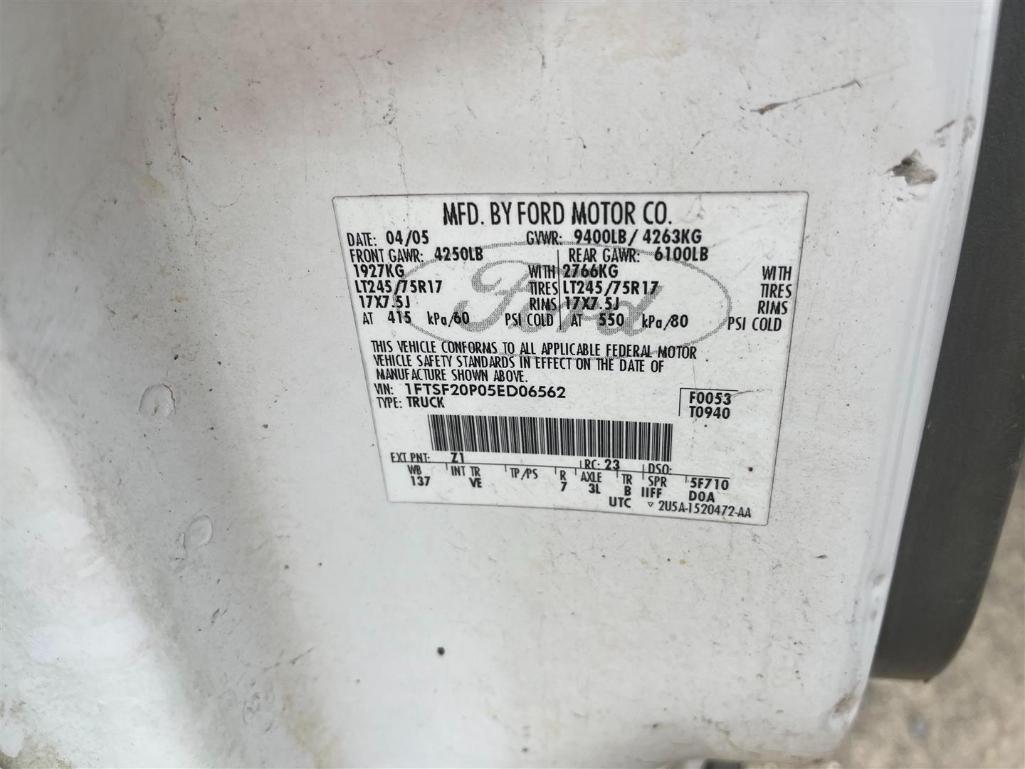 MFD. BY FORD MOTOR CO.
DATE: 04/05 GVWR: 9400LB/ 4263KG
FRONT GAWR: 4250LB REAR GAWR: 6100LB
1927KG WITH 2766KG WITH
LT245/75R17 TIRES LT245/75R17 TIRES
17X7.5J RIMS 17X7.5J RIMS
AT 415 kPa/60 PSI COLD AT 550 kPa/80 PSI COLD
Ford
THIS VEHICLE CONFORMS TO ALL APPLICABLE FEDERAL MOTOR
VEHICLE SAFETY STANDARDS IN EFFECT ON THE DATE OF
MANUFACTURE SHOWN ABOVE.
VIN: 1FTSF20P05ED06562 F0053
TYPE: TRUCK T0940
EXT PNT: Z1 RC: 23 DSO:
WB INT TR TP/PS R AXLE TR SPR 5F710
137 VE 7 3L B IIFF D0A
UTC ▿ 2U5A-1520472-AA